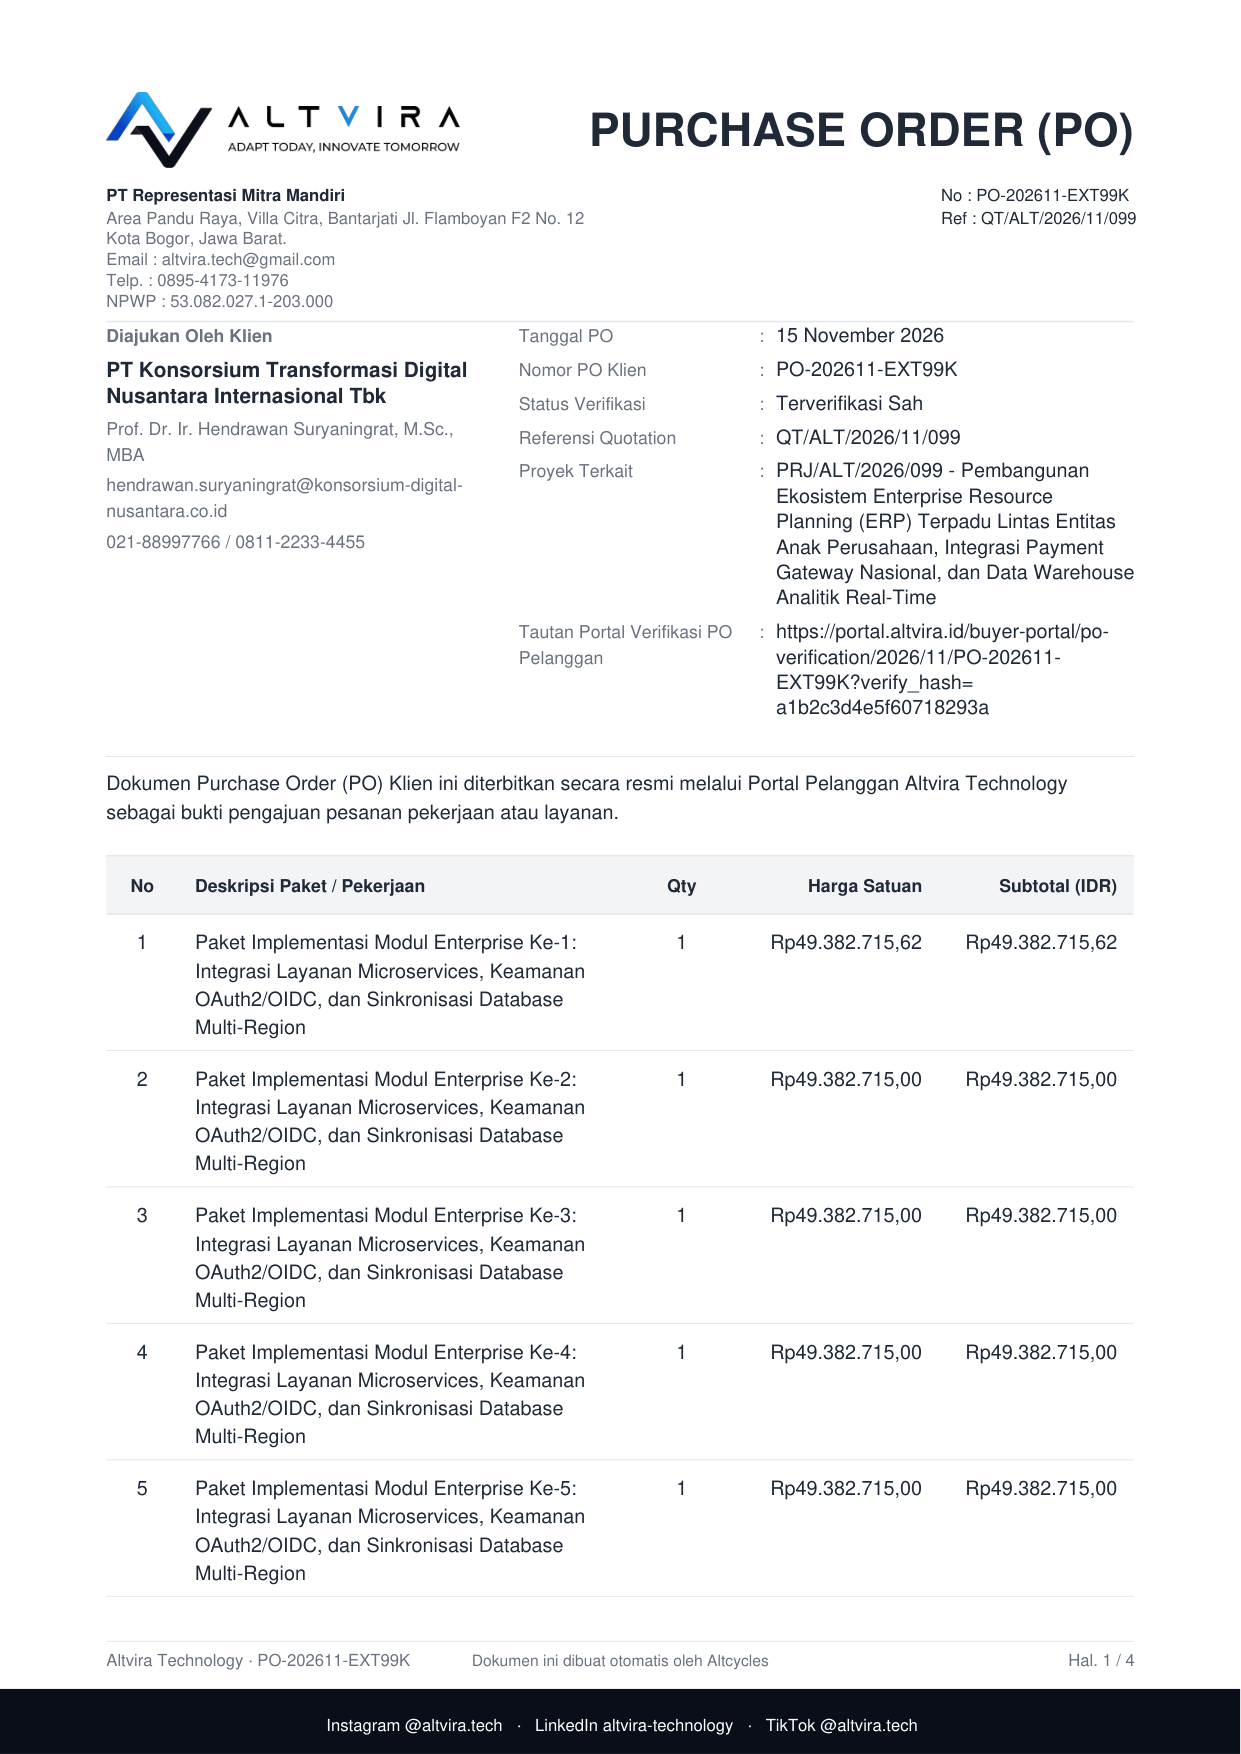 ALTVIRA
ADAPT TODAY, INNOVATE TOMORROW
PURCHASE ORDER (PO)
PT Representasi Mitra Mandiri
Area Pandu Raya, Villa Citra, Bantarjati Jl. Flamboyan F2 No. 12
Kota Bogor, Jawa Barat.
Email : altvira.tech@gmail.com
Telp. : 0895-4173-11976
NPWP : 53.082.027.1-203.000
No : PO-202611-EXT99K
Ref : QT/ALT/2026/11/099
Diajukan Oleh Klien
PT Konsorsium Transformasi Digital
Nusantara Internasional Tbk
Prof. Dr. Ir. Hendrawan Suryaningrat, M.Sc.,
MBA
hendrawan.suryaningrat@konsorsium-digital-
nusantara.co.id
021-88997766 / 0811-2233-4455
Tanggal PO : 15 November 2026
Nomor PO Klien : PO-202611-EXT99K
Status Verifikasi : Terverifikasi Sah
Referensi Quotation : QT/ALT/2026/11/099
Proyek Terkait : PRJ/ALT/2026/099 - Pembangunan
Ekosistem Enterprise Resource
Planning (ERP) Terpadu Lintas Entitas
Anak Perusahaan, Integrasi Payment
Gateway Nasional, dan Data Warehouse
Analitik Real-Time
Tautan Portal Verifikasi PO : https://portal.altvira.id/buyer-portal/po-
Pelanggan verification/2026/11/PO-202611-
EXT99K?verify_hash=
a1b2c3d4e5f60718293a
Dokumen Purchase Order (PO) Klien ini diterbitkan secara resmi melalui Portal Pelanggan Altvira Technology
sebagai bukti pengajuan pesanan pekerjaan atau layanan.
No Deskripsi Paket / Pekerjaan Qty Harga Satuan Subtotal (IDR)
1 Paket Implementasi Modul Enterprise Ke-1: 1 Rp49.382.715,62 Rp49.382.715,62
Integrasi Layanan Microservices, Keamanan
OAuth2/OIDC, dan Sinkronisasi Database
Multi-Region
2 Paket Implementasi Modul Enterprise Ke-2: 1 Rp49.382.715,00 Rp49.382.715,00
Integrasi Layanan Microservices, Keamanan
OAuth2/OIDC, dan Sinkronisasi Database
Multi-Region
3 Paket Implementasi Modul Enterprise Ke-3: 1 Rp49.382.715,00 Rp49.382.715,00
Integrasi Layanan Microservices, Keamanan
OAuth2/OIDC, dan Sinkronisasi Database
Multi-Region
4 Paket Implementasi Modul Enterprise Ke-4: 1 Rp49.382.715,00 Rp49.382.715,00
Integrasi Layanan Microservices, Keamanan
OAuth2/OIDC, dan Sinkronisasi Database
Multi-Region
5 Paket Implementasi Modul Enterprise Ke-5: 1 Rp49.382.715,00 Rp49.382.715,00
Integrasi Layanan Microservices, Keamanan
OAuth2/OIDC, dan Sinkronisasi Database
Multi-Region
Altvira Technology · PO-202611-EXT99K Dokumen ini dibuat otomatis oleh Altcycles Hal. 1 / 4
Instagram @altvira.tech · LinkedIn altvira-technology · TikTok @altvira.tech